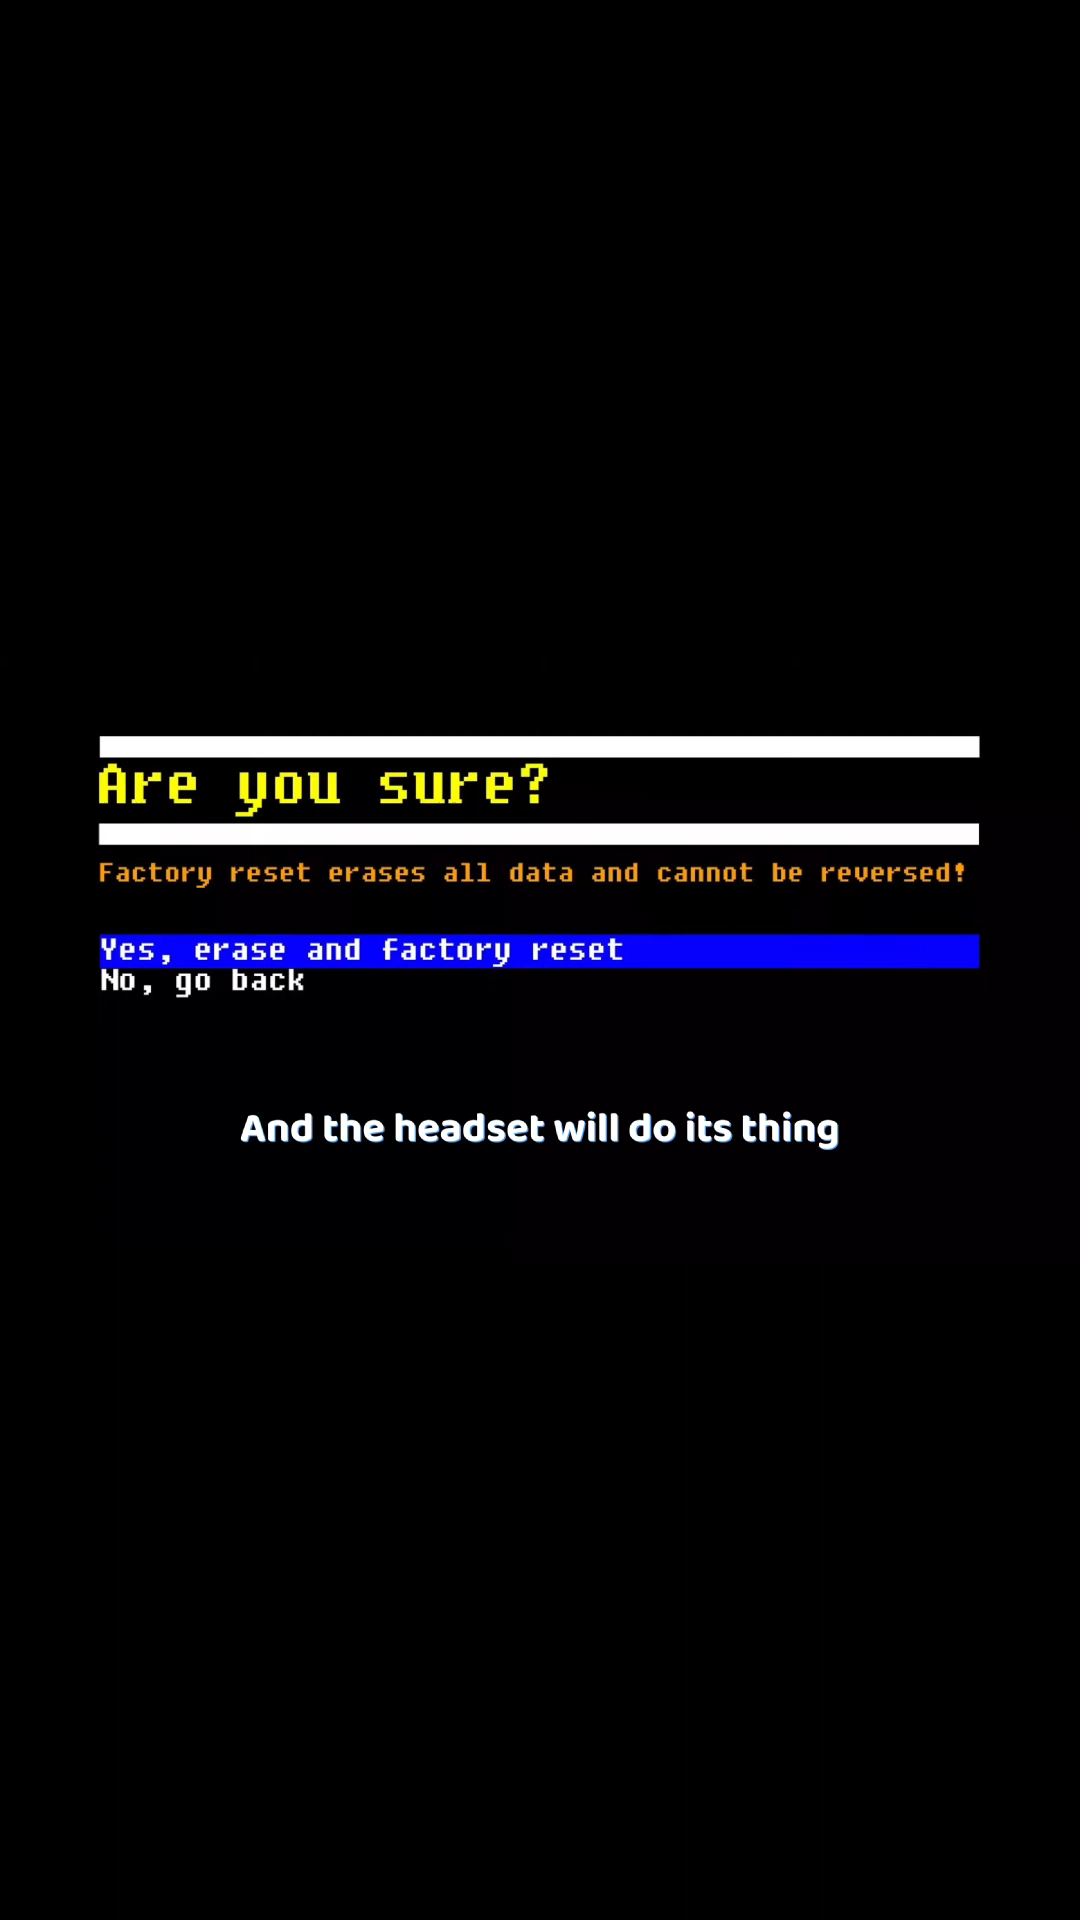 Are you sure?
Factory reset erases all data and cannot be reversed!
Yes, erase and factory reset
No, go back
And the headset will do its thing